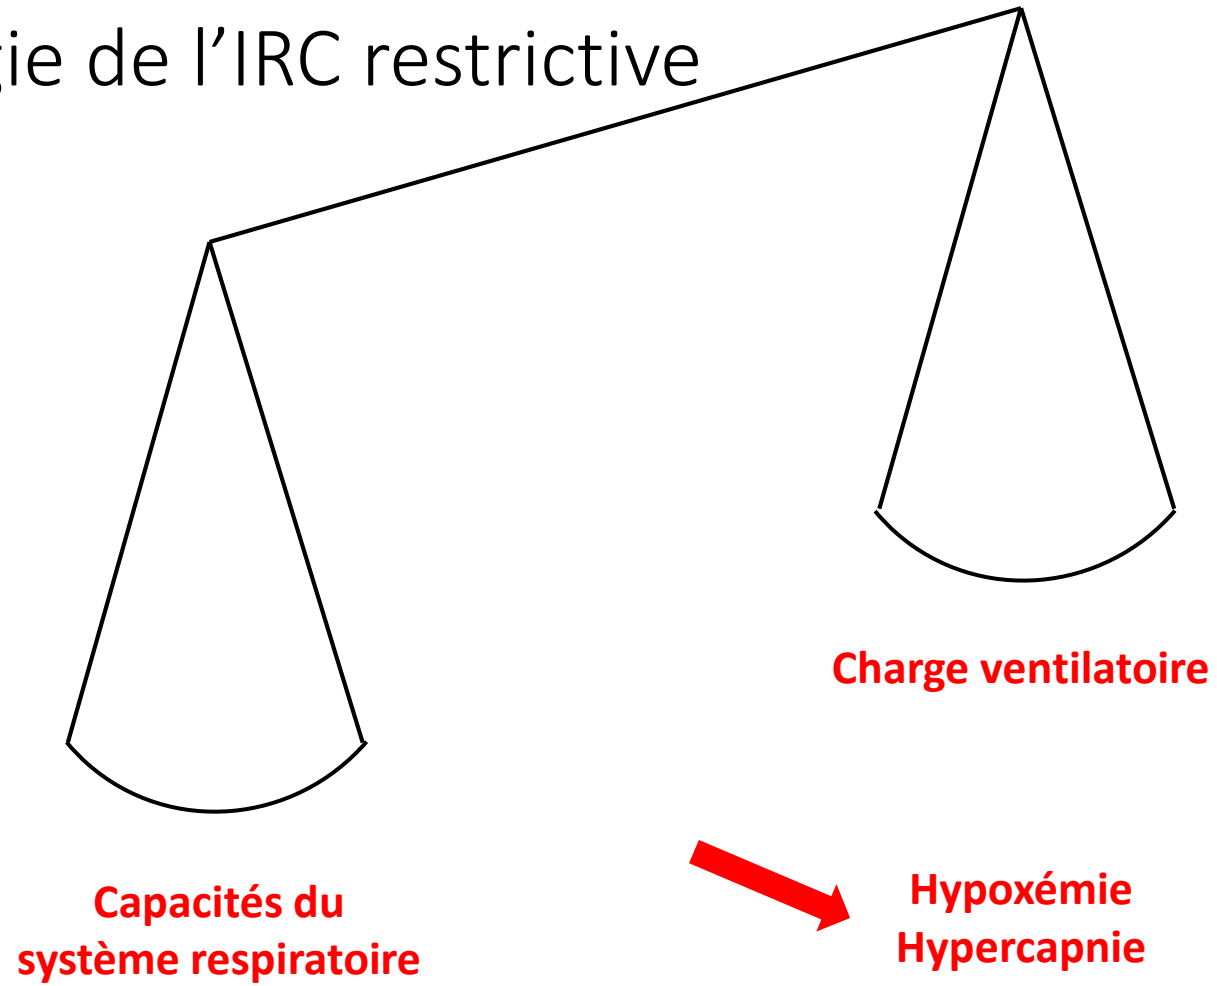 gie de l’IRC restrictive
Charge ventilatoire
Capacités du
système respiratoire
Hypoxémie
Hypercapnie